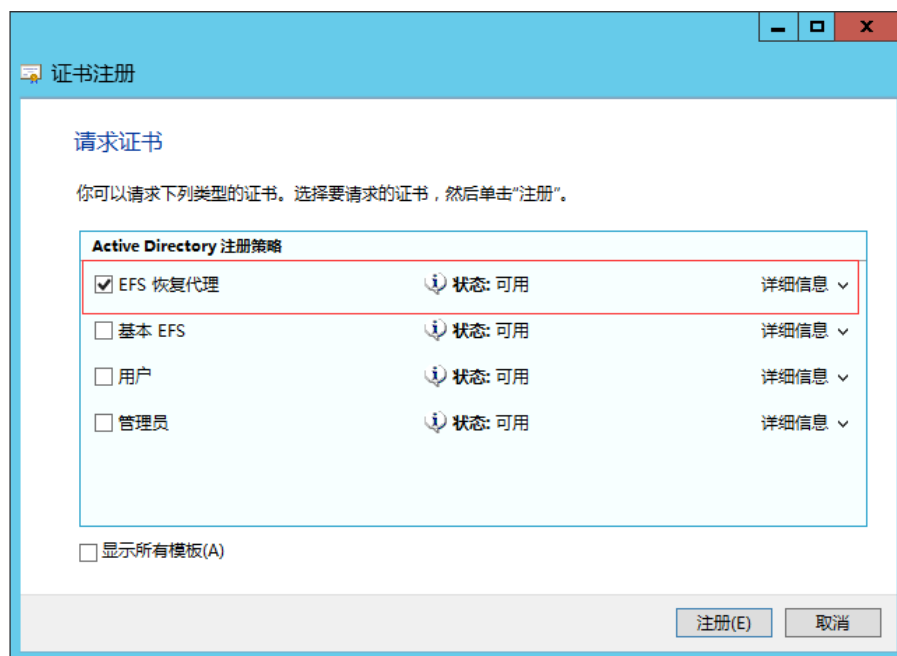 证书注册
请求证书
你可以请求下列类型的证书。选择要请求的证书，然后单击“注册”。
Active Directory 注册策略
EFS 恢复代理 状态: 可用 详细信息
基本 EFS 状态: 可用 详细信息
用户 状态: 可用 详细信息
管理员 状态: 可用 详细信息
显示所有模板(A)
注册(E) 取消